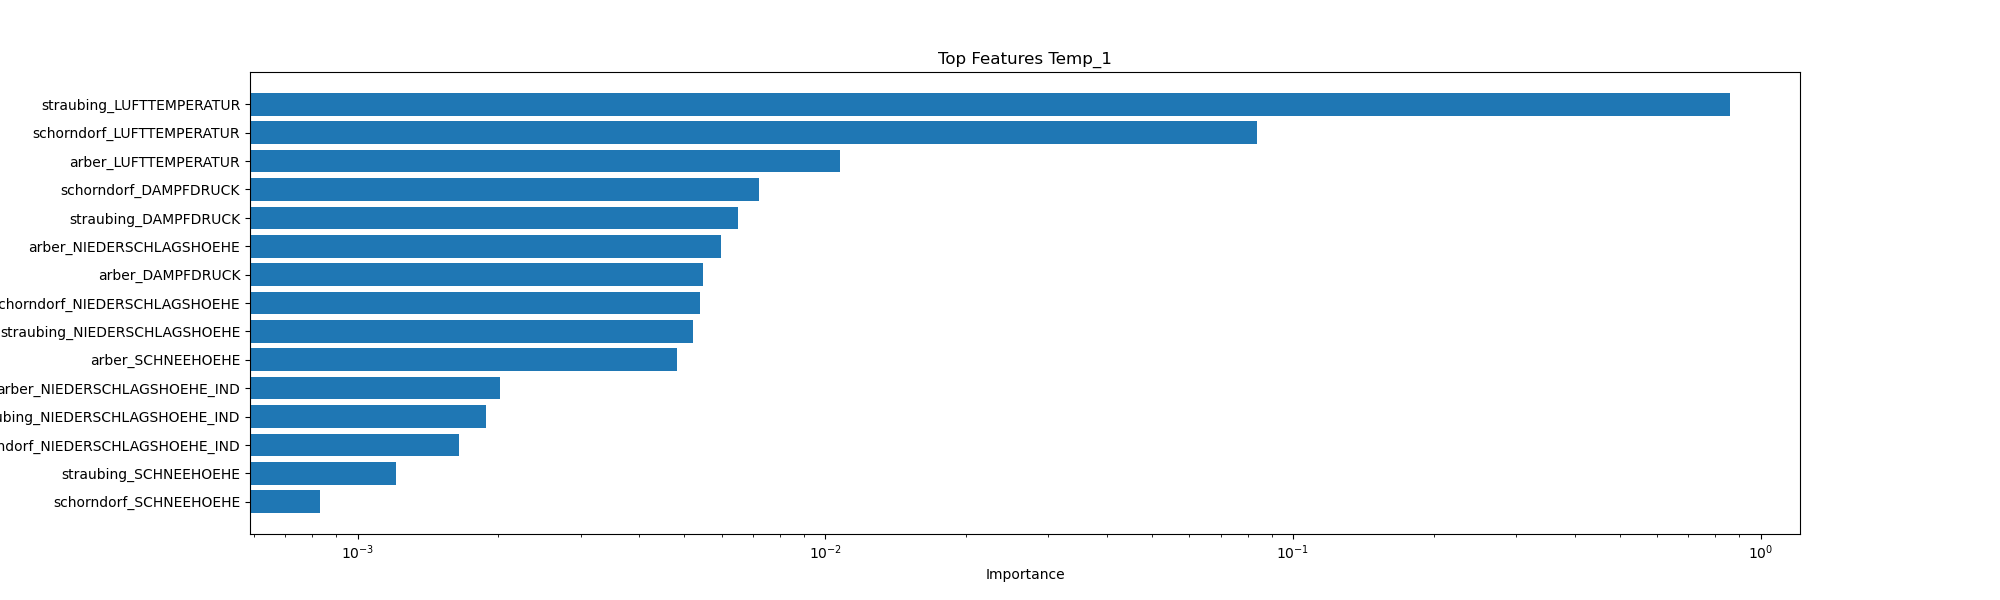 Top Features Temp_1
straubing_LUFTTEMPERATUR
schorndorf_LUFTTEMPERATUR
arber_LUFTTEMPERATUR
schorndorf_DAMPFDRUCK
straubing_DAMPFDRUCK
arber_NIEDERSCHLAGSHOEHE
arber_DAMPFDRUCK
chorndorf_NIEDERSCHLAGSHOEHE
straubing_NIEDERSCHLAGSHOEHE
arber_SCHNEEHOEHE
arber_NIEDERSCHLAGSHOEHE_IND
ubing_NIEDERSCHLAGSHOEHE_IND
ndorf_NIEDERSCHLAGSHOEHE_IND
straubing_SCHNEEHOEHE
schorndorf_SCHNEEHOEHE
10⁻³ 10⁻² 10⁻¹ 10⁰
Importance